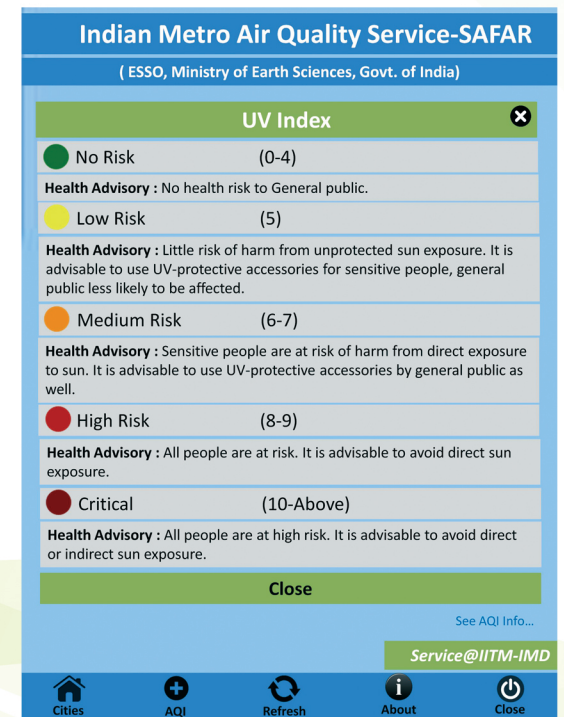 Indian Metro Air Quality Service-SAFAR
( ESSO, Ministry of Earth Sciences, Govt. of India)
UV Index
No Risk (0-4)
Health Advisory : No health risk to General public.
Low Risk (5)
Health Advisory : Little risk of harm from unprotected sun exposure. It is
advisable to use UV-protective accessories for sensitive people, general
public less likely to be affected.
Medium Risk (6-7)
Health Advisory : Sensitive people are at risk of harm from direct exposure
to sun. It is advisable to use UV-protective accessories by general public as
well.
High Risk (8-9)
Health Advisory : All people are at risk. It is advisable to avoid direct sun
exposure.
Critical (10-Above)
Health Advisory : All people are at high risk. It is advisable to avoid direct
or indirect sun exposure.
Close
See AQI Info...
Service@IITM-IMD
Cities AQI Refresh About Close